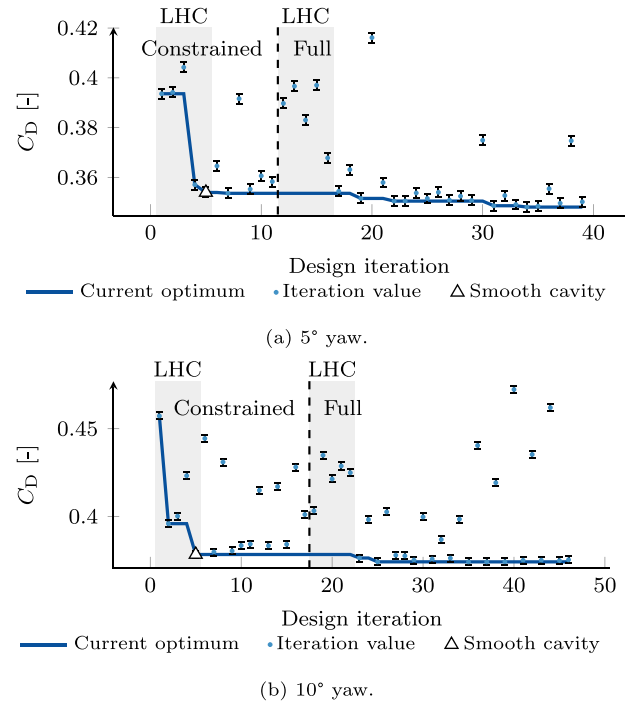 LHC LHC
0.42
Constrained Full
0.4
0.38
0.36
C_D [-]
0 10 20 30 40
Design iteration
Current optimum Iteration value Smooth cavity
(a) 5° yaw.
LHC LHC
Constrained Full
0.45
0.4
C_D [-]
0 10 20 30 40 50
Design iteration
Current optimum Iteration value Smooth cavity
(b) 10° yaw.